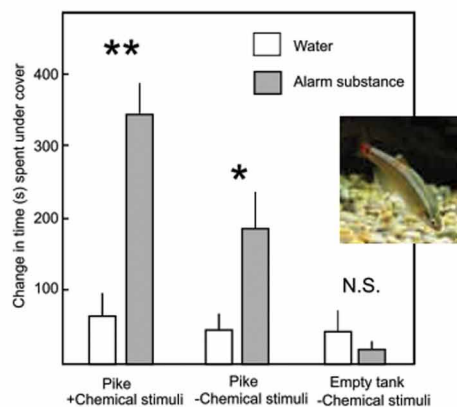 Change in time (s) spent under cover
400
300
200
100
Water
Alarm substance
**
*
N.S.
Pike
+Chemical stimuli
Pike
-Chemical stimuli
Empty tank
-Chemical stimuli